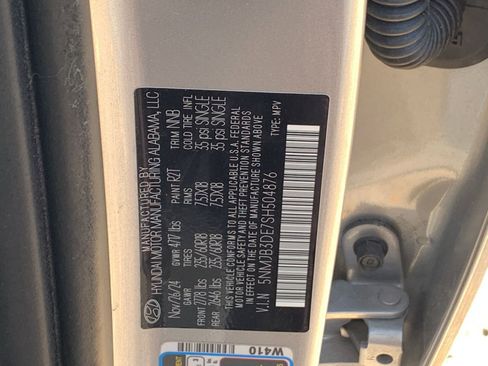 MANUFACTURED BY
HYUNDAI MOTOR MANUFACTURING ALABAMA, LLC
Nov/26/24 GVWR 4717 lbs PAINT R2T TRIM NNB
TIRES COLD TIRE INFL
FRONT 2778 lbs 235/60R18 7.5JX18 35 psi SINGLE
REAR 2646 lbs 235/60R18 7.5JX18 35 psi SINGLE
THIS VEHICLE CONFORMS TO ALL APPLICABLE U.S.A. FEDERAL
MOTOR VEHICLE SAFETY, BUMPER, AND
THEFT PREVENTION STANDARDS IN EFFECT ON THE DATE OF
MANUFACTURE SHOWN ABOVE
V.I.N 5NMJB3DE7SH504876 TYPE: MPV
W410